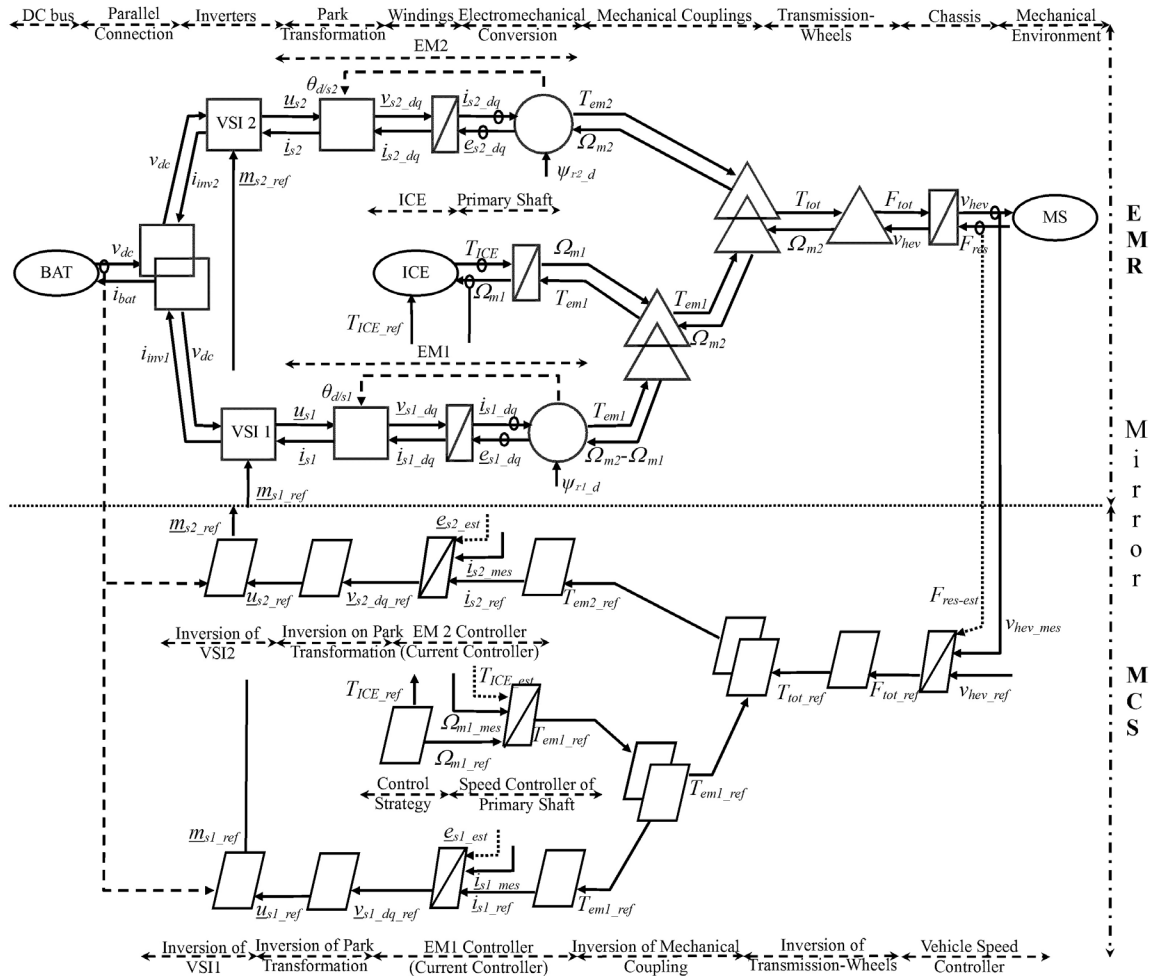 DC bus
Parallel
Connection
Inverters
Park
Transformation
Windings
Electromechanical
Conversion
Mechanical Couplings
Transmission-
Wheels
Chassis
Mechanical
Environment
EM2
θd/s2
VSI 2
us2
is2
vs2_dq
is2_dq
is2_dq
es2_dq
Tem2
Ωm2
ψr2_d
vdc
iinv2
ms2_ref
ICE
Primary Shaft
BAT
vdc
ibat
ICE
TICE
Ωm1
Ωm1
Tem1
TICE_ref
Ttot
Ωm2
Ftot
vhev
vhev
Fres
MS
EMR
Tem1
Ωm2
iinv1
vdc
EM1
θd/s1
VSI 1
us1
is1
vs1_dq
is1_dq
is1_dq
es1_dq
Tem1
Ωm2-Ωm1
ψr1_d
ms1_ref
Mirror
ms2_ref
us2_ref
vs2_dq_ref
es2_est
is2_mes
is2_ref
Tem2_ref
Fres-est
vhev_mes
vhev_ref
Ftot_ref
Ttot_ref
MCS
Inversion of
VSI2
Inversion on Park
Transformation
EM 2 Controller
(Current Controller)
TICE_ref
TICE_est
Ωm1_mes
Ωm1_ref
Tem1_ref
Tem1_ref
Control
Strategy
Speed Controller of
Primary Shaft
ms1_ref
us1_ref
vs1_dq_ref
es1_est
is1_mes
is1_ref
Tem1_ref
Inversion of
VSI1
Inversion of Park
Transformation
EM1 Controller
(Current Controller)
Inversion of Mechanical
Coupling
Inversion of
Transmission-Wheels
Vehicle Speed
Controller